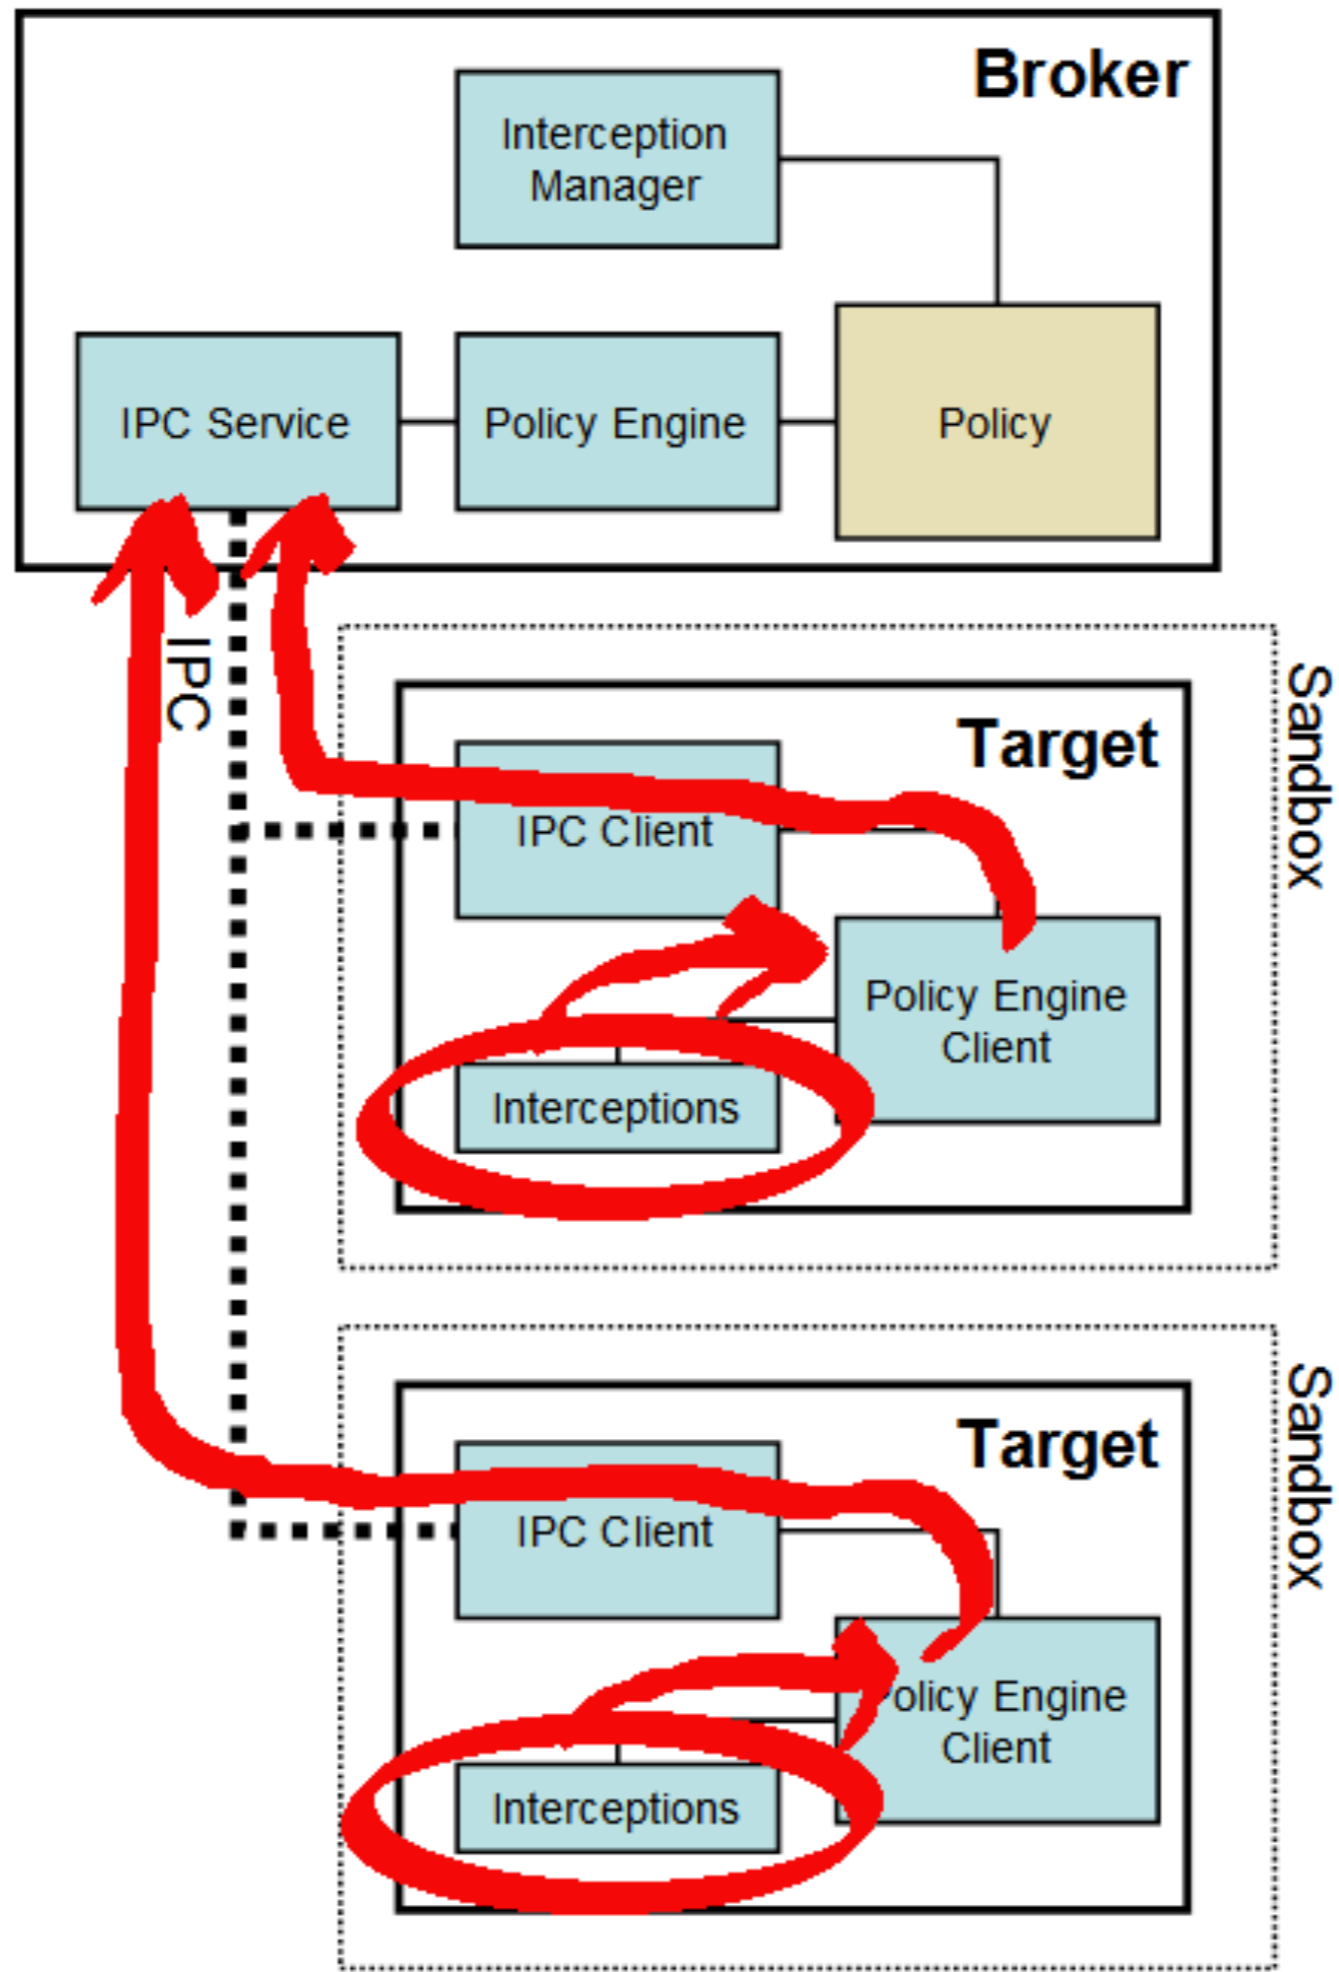 Broker
Interception
Manager
IPC Service
Policy Engine
Policy
IPC
Sandbox
Target
IPC Client
Policy Engine
Client
Interceptions
Sandbox
Target
IPC Client
Policy Engine
Client
Interceptions